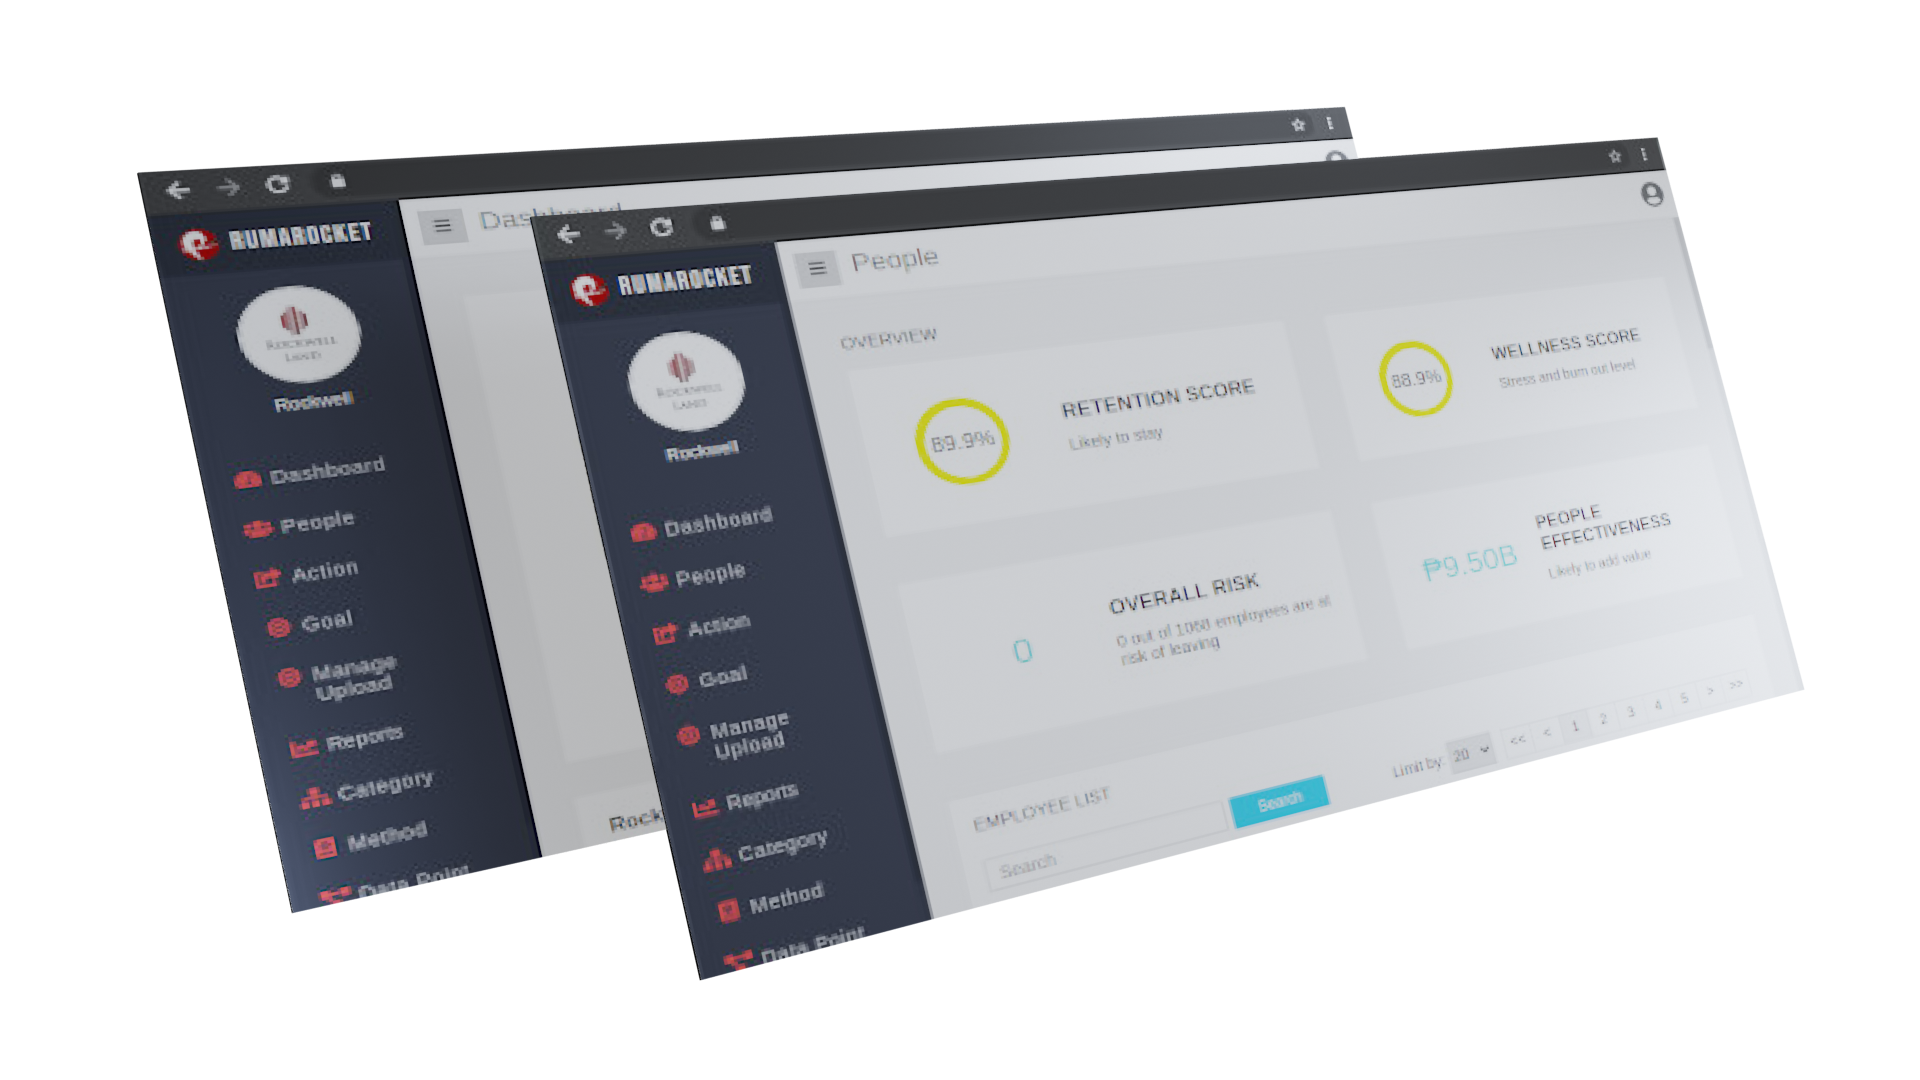 RUMAROCKET
Dashboard
ROCKWELL
LAND
Rockwell
Dashboard
People
Action
Goal
Manage
Upload
Reports
Category
Method
Data Point
Rock
RUMAROCKET
People
ROCKWELL
LAND
Rockwell
Dashboard
People
Action
Goal
Manage
Upload
Reports
Category
Method
Data Point
OVERVIEW
89.9%
RETENTION SCORE
Likely to stay
88.9%
WELLNESS SCORE
Stress and burn out level
0
OVERALL RISK
0 out of 1068 employees are at
risk of leaving
₱9.50B
PEOPLE
EFFECTIVENESS
Likely to add value
EMPLOYEE LIST
Search
Search
Limit by: 20
<< < 1 2 3 4 5 > >>